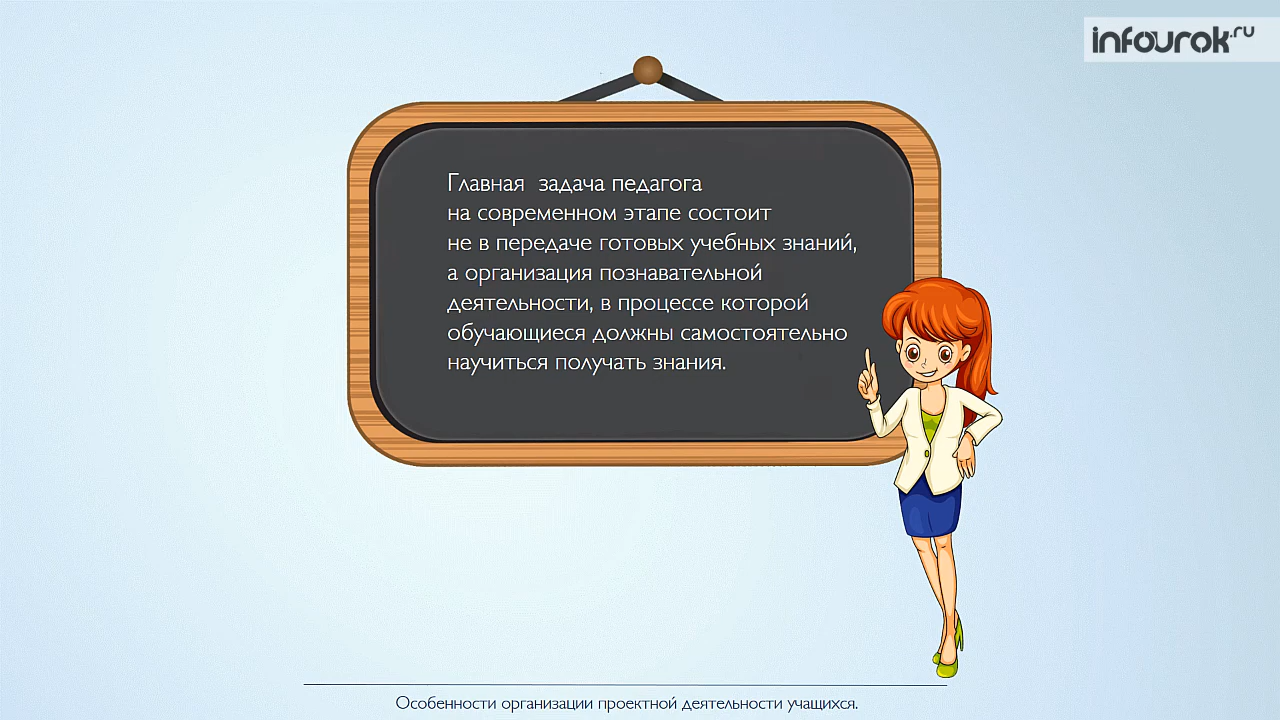 infourok.ru
Главная задача педагога
на современном этапе состоит
не в передаче готовых учебных знаний,
а организация познавательной
деятельности, в процессе которой
обучающиеся должны самостоятельно
научиться получать знания.
Особенности организации проектной деятельности учащихся.